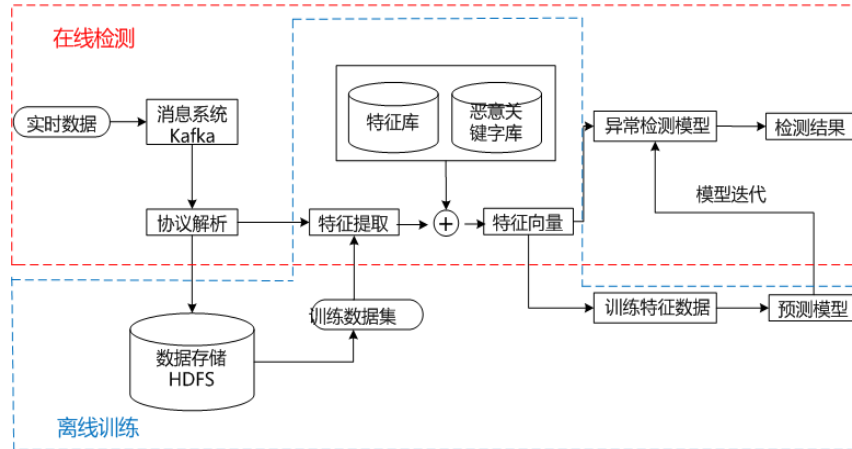 在线检测
实时数据
消息系统
Kafka
特征库
恶意关
键字库
异常检测模型
检测结果
模型迭代
协议解析
特征提取
特征向量
训练数据集
训练特征数据
预测模型
数据存储
HDFS
离线训练